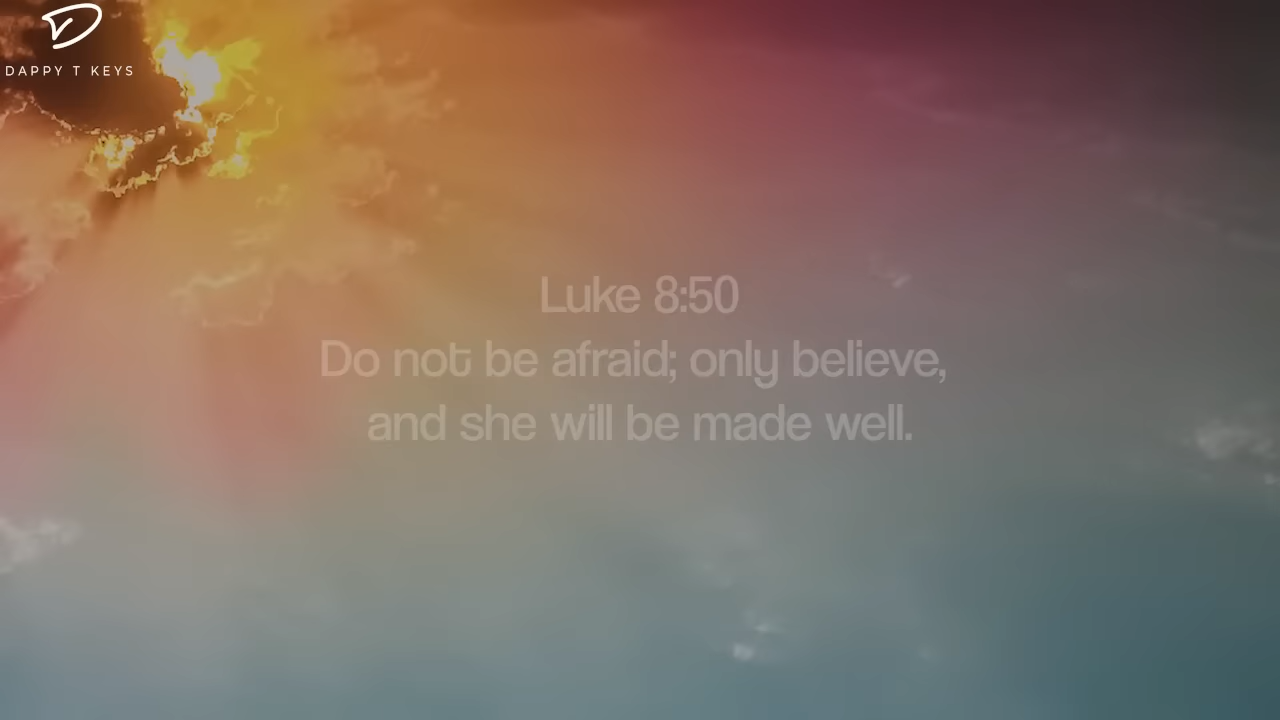 DAPPY T KEYS
Luke 8:50
Do not be afraid; only believe,
and she will be made well.